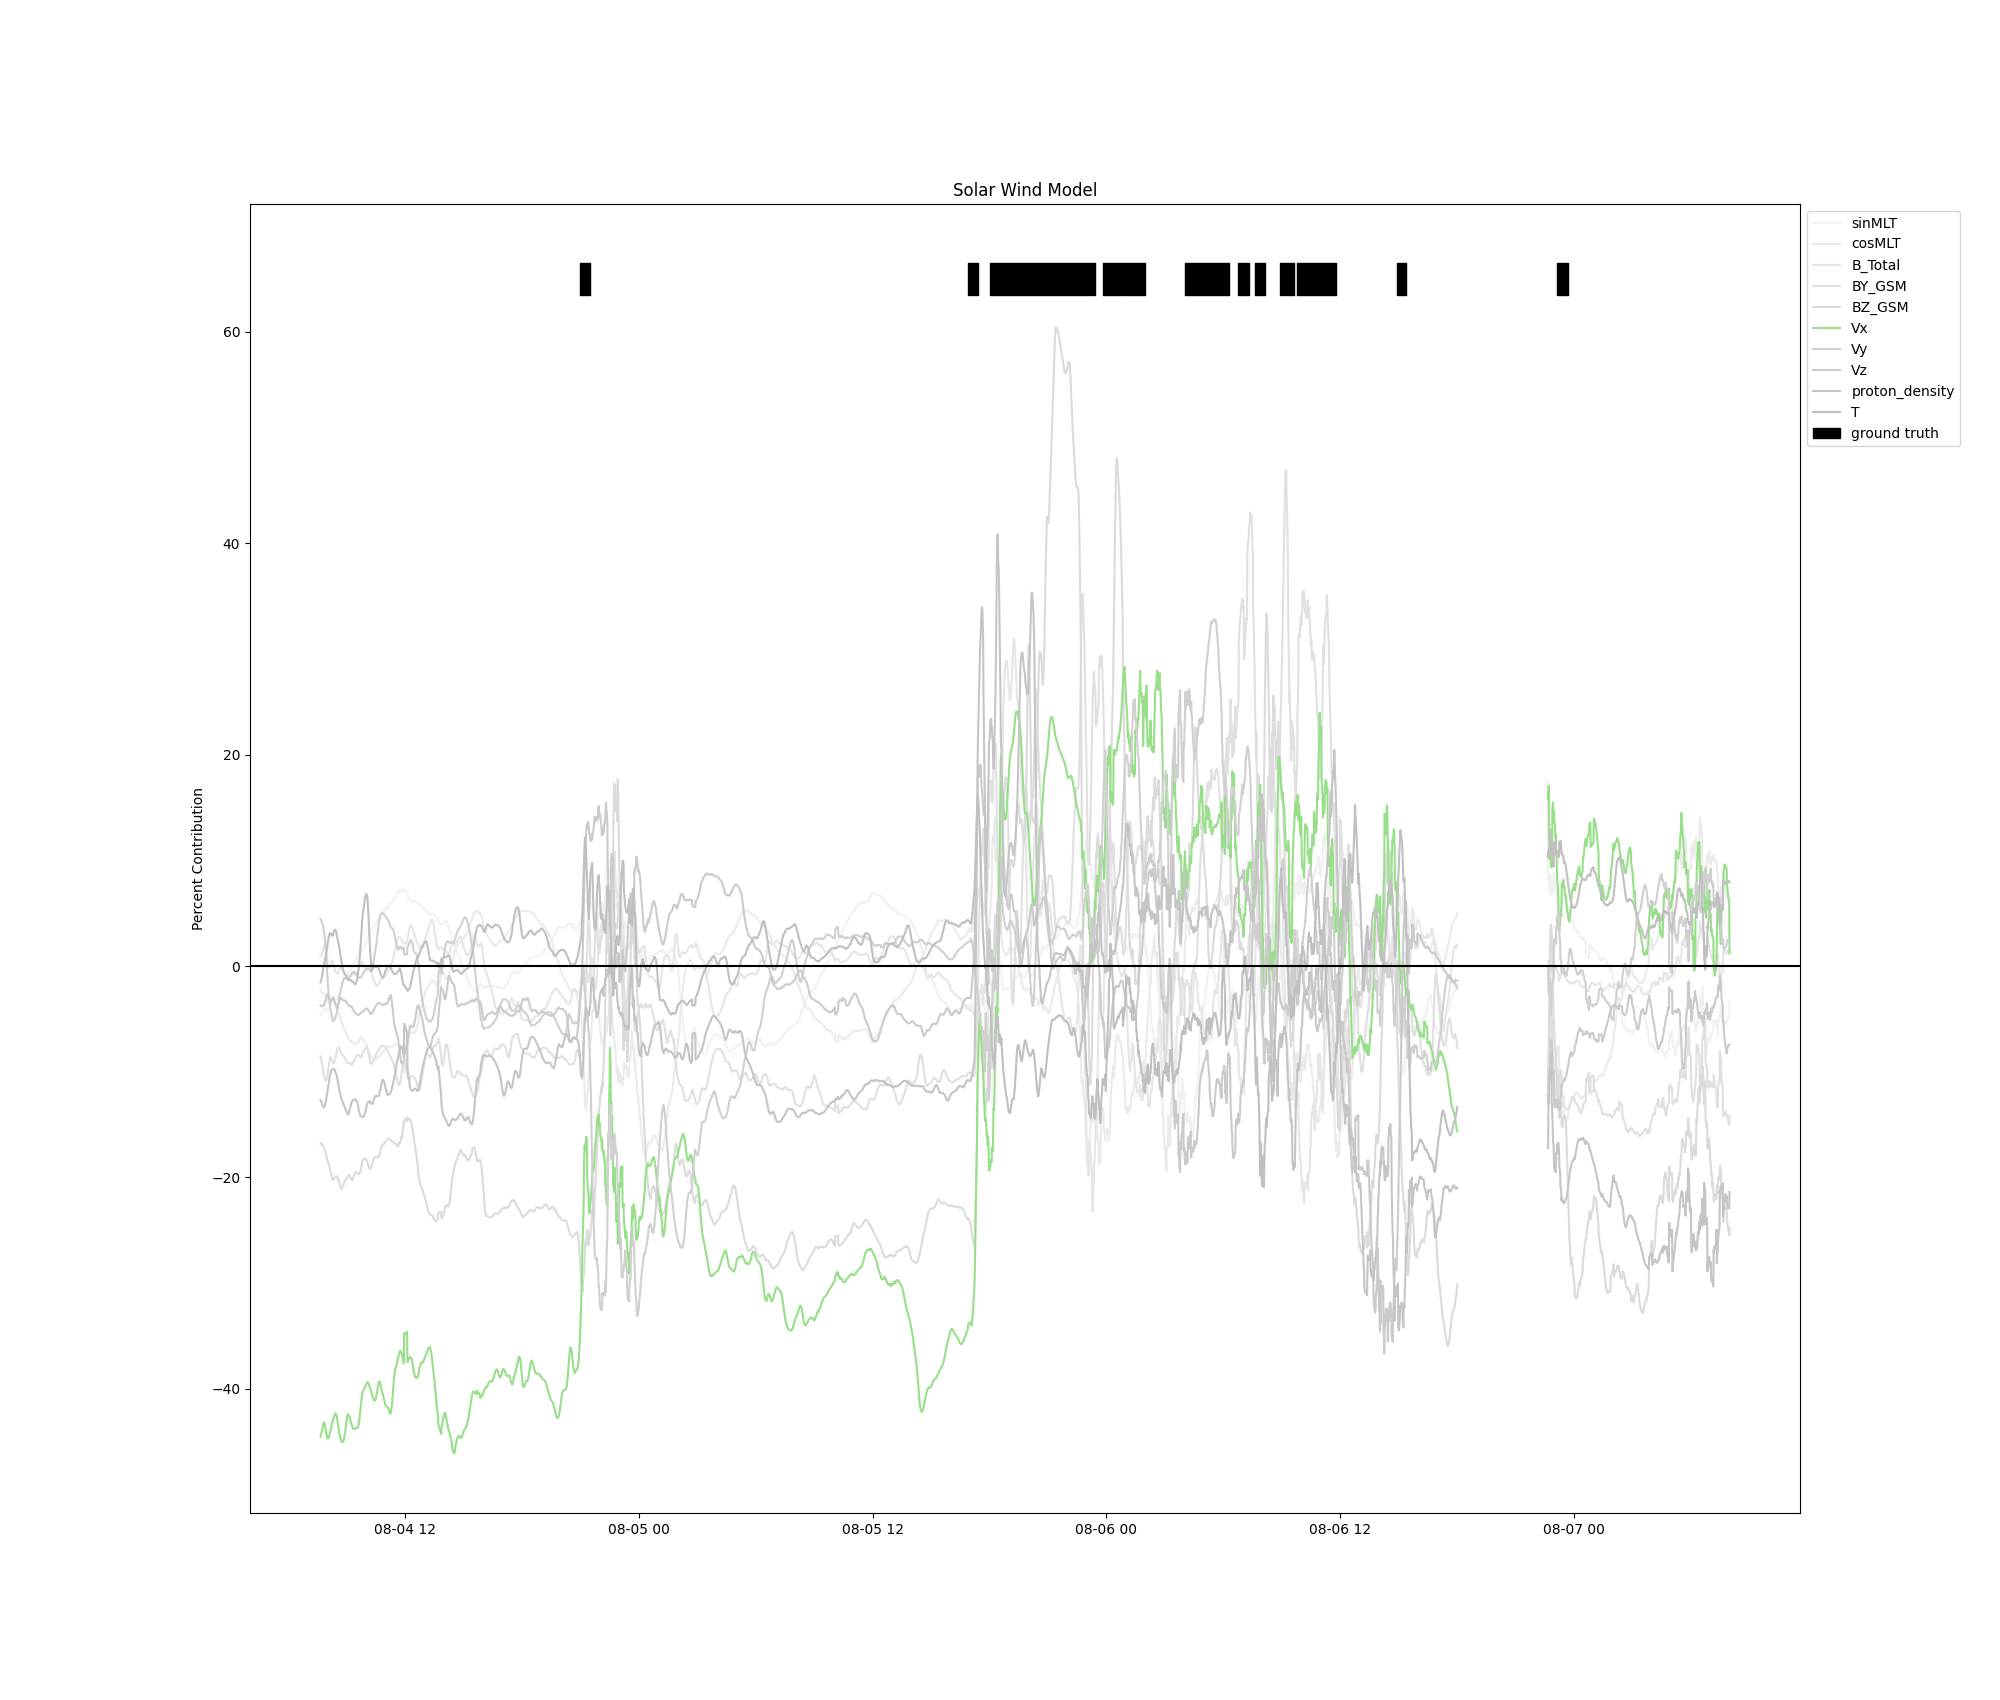 Solar Wind Model
sinMLT
cosMLT
B_Total
BY_GSM
BZ_GSM
Vx
Vy
Vz
proton_density
T
ground truth
Percent Contribution
60
40
20
0
−20
−40
08-04 12
08-05 00
08-05 12
08-06 00
08-06 12
08-07 00